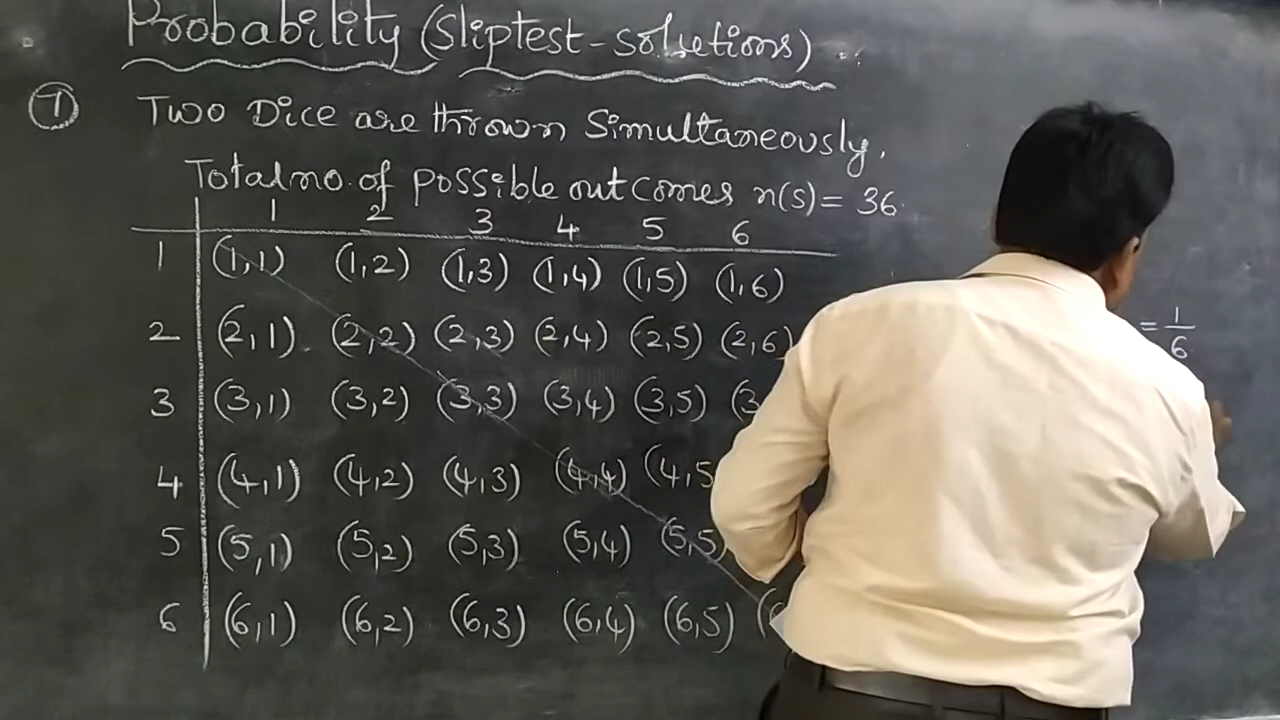 Probability (Sliptest-solutions)
7 Two Dice are thrown Simultaneously,
Total no. of possible outcomes n(s) = 36
1 2 3 4 5 6
1 (1,1) (1,2) (1,3) (1,4) (1,5) (1,6)
2 (2,1) (2,2) (2,3) (2,4) (2,5) (2,6)
= 1/6
3 (3,1) (3,2) (3,3) (3,4) (3,5) (3
4 (4,1) (4,2) (4,3) (4,4) (4,5
5 (5,1) (5,2) (5,3) (5,4) (5,5)
6 (6,1) (6,2) (6,3) (6,4) (6,5)